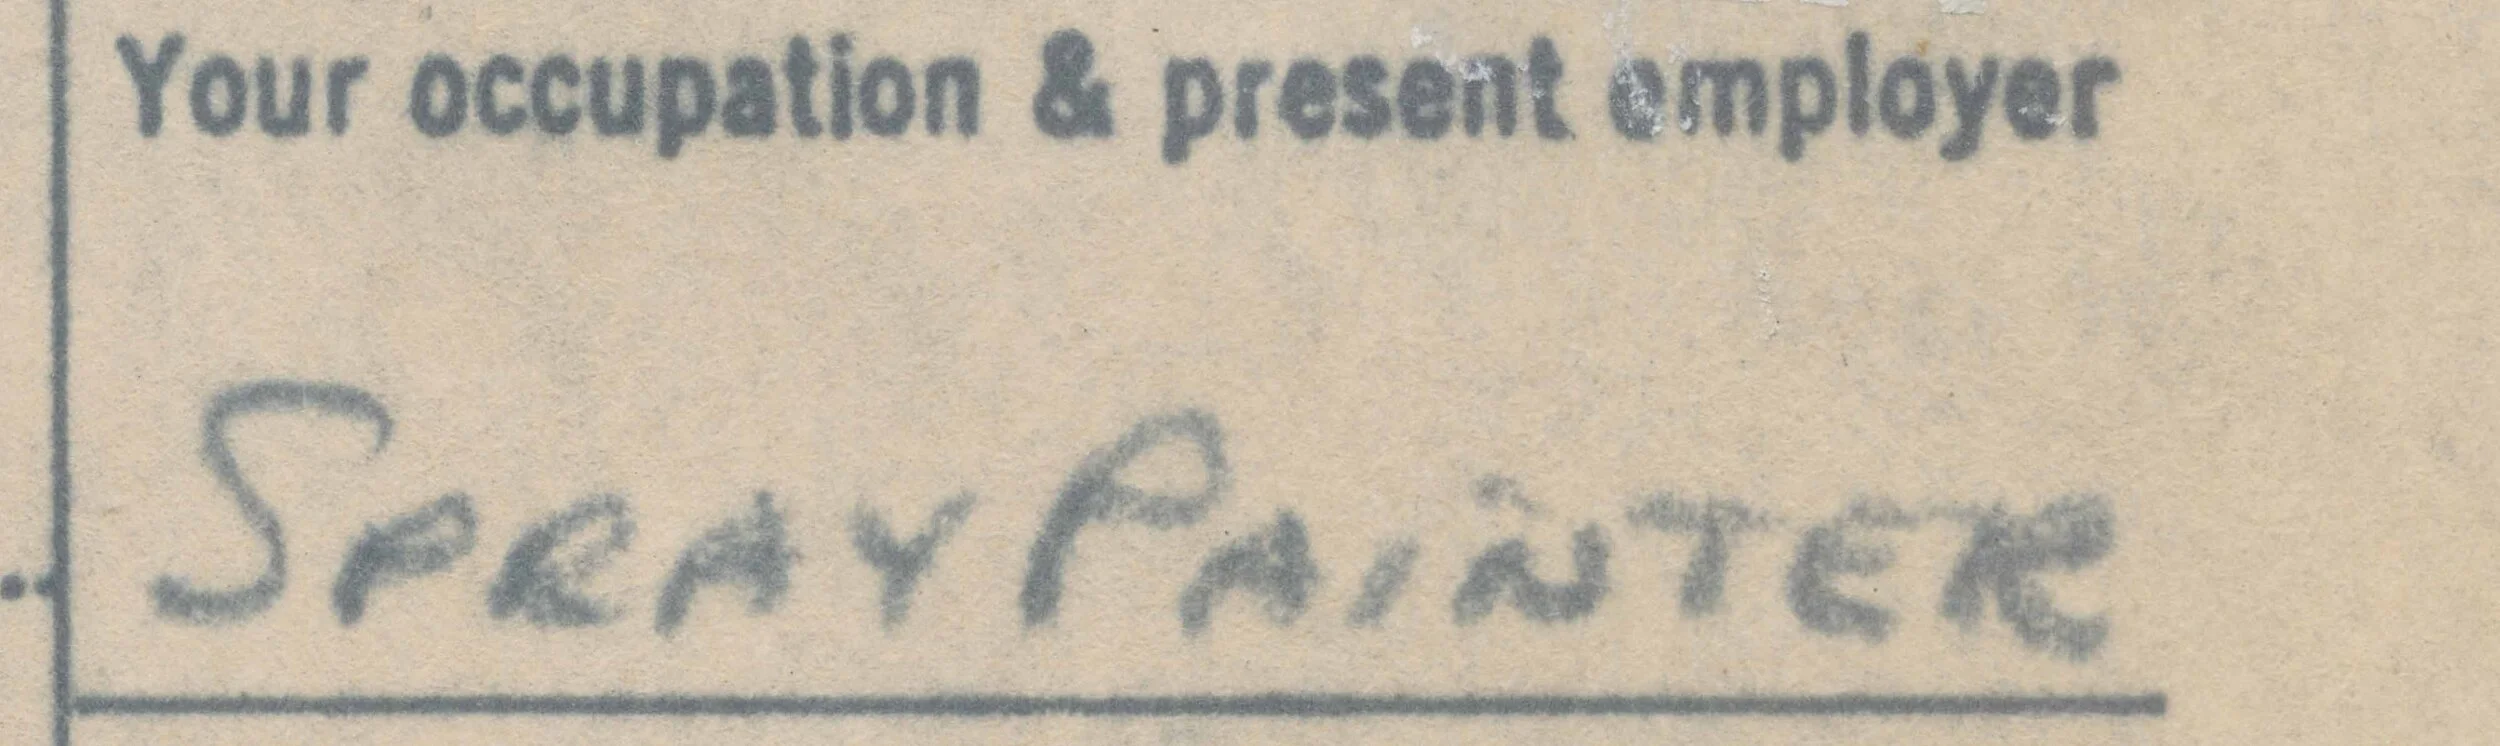 Your occupation & present employer
SPRAY PAINTER